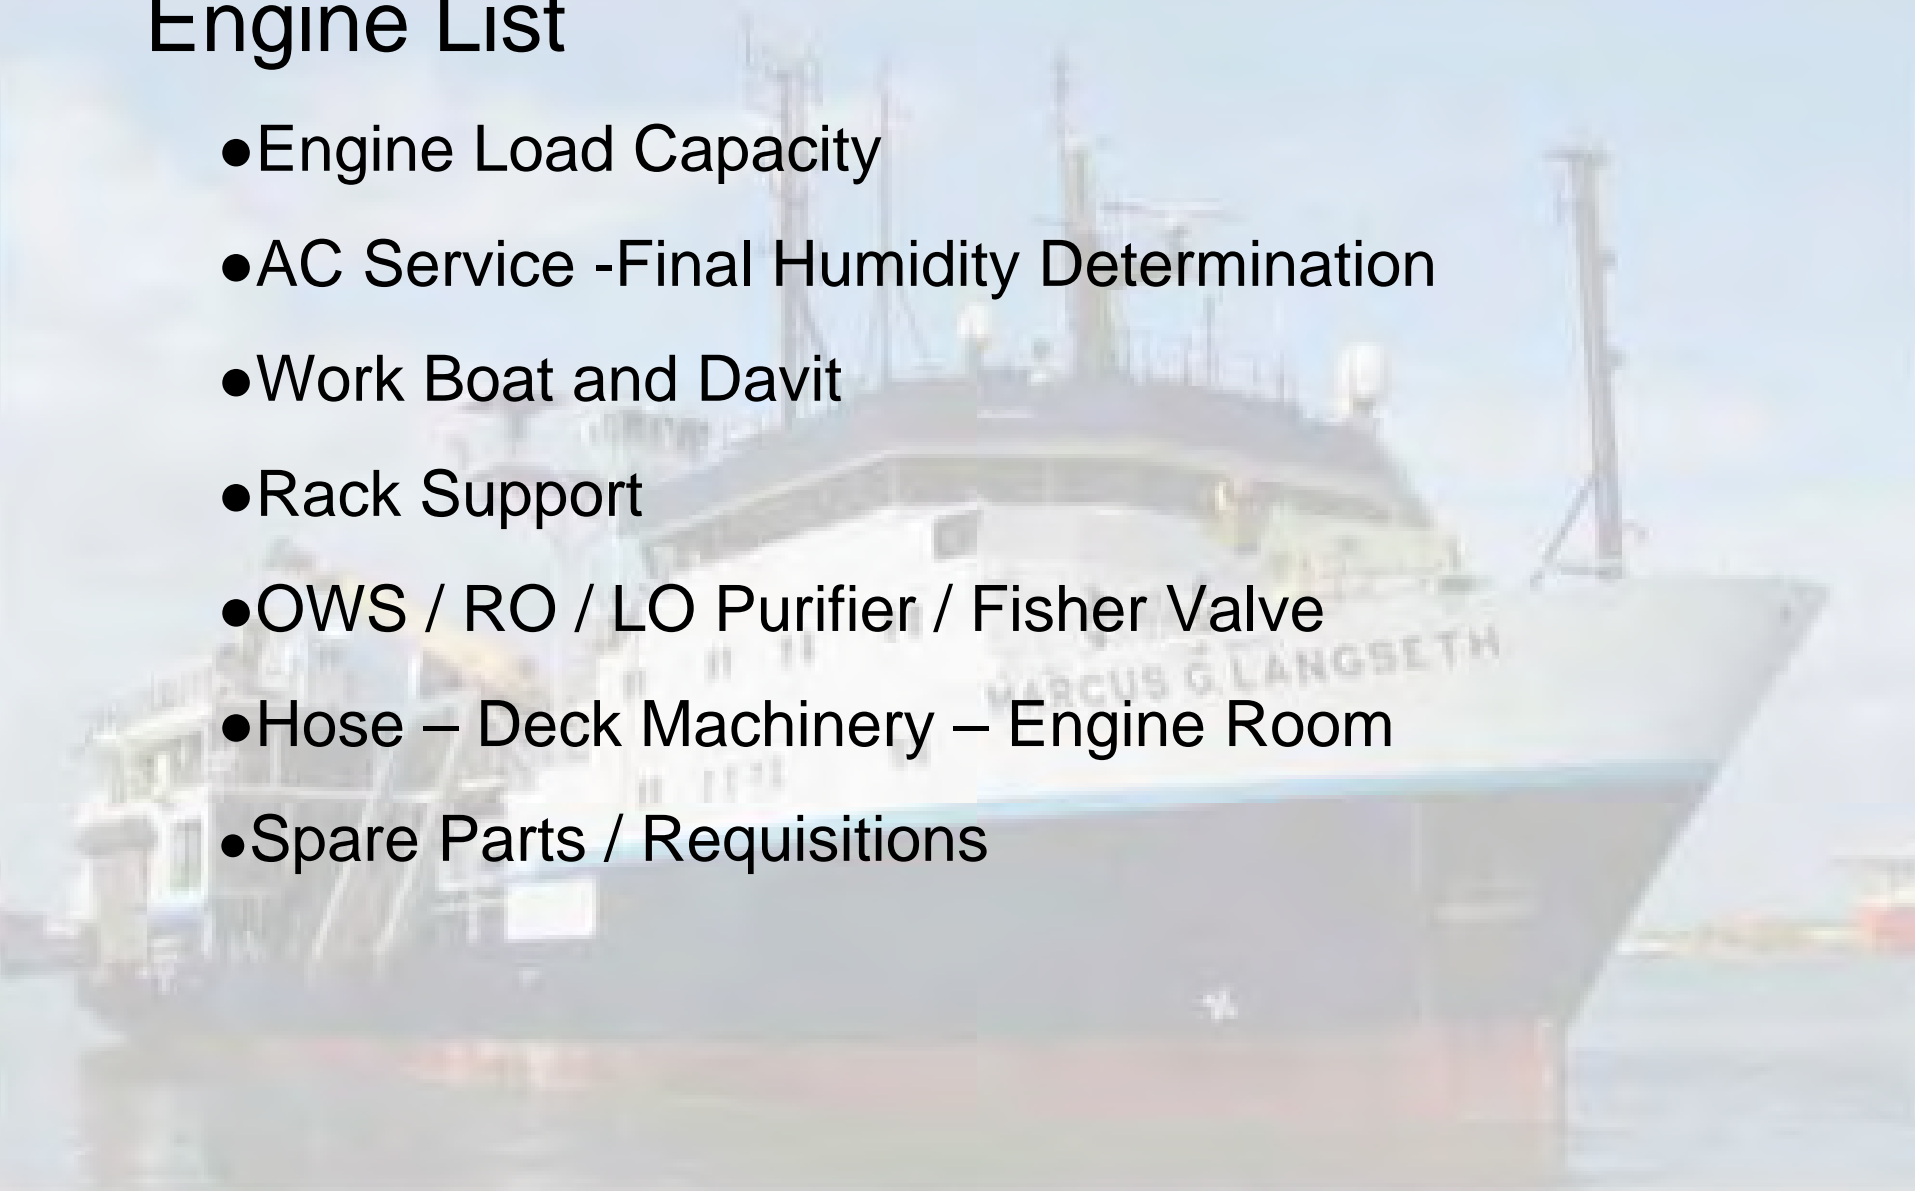 Engine List
●Engine Load Capacity
●AC Service -Final Humidity Determination
●Work Boat and Davit
●Rack Support
●OWS / RO / LO Purifier / Fisher Valve
●Hose – Deck Machinery – Engine Room
●Spare Parts / Requisitions
MARCUS G. LANGSETH